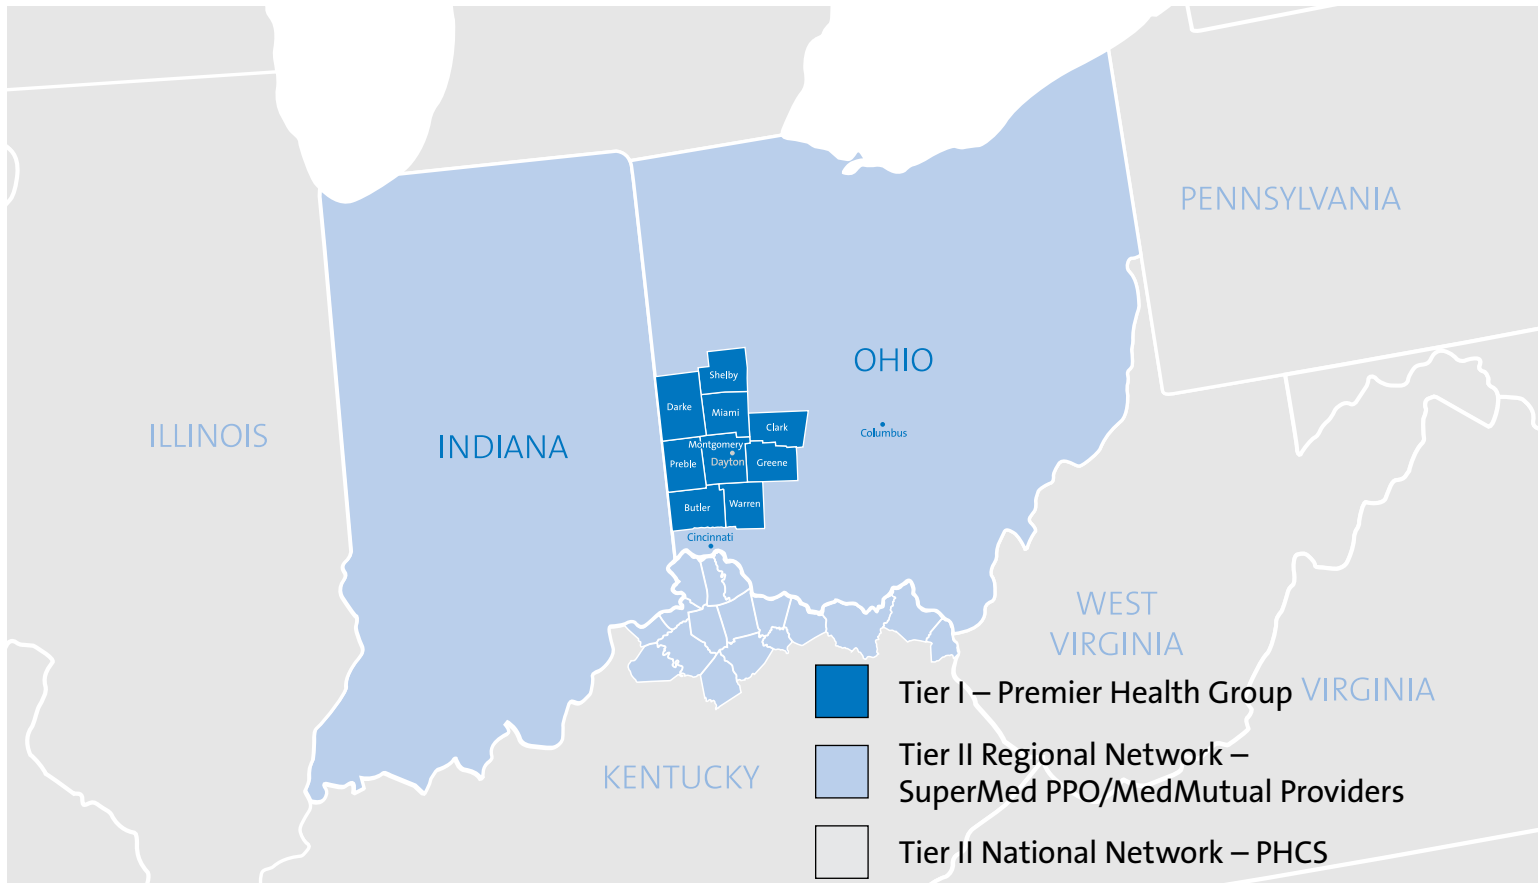 PENNSYLVANIA
OHIO
Shelby
Darke
Miami
Clark
Columbus
ILLINOIS
INDIANA
Montgomery
Preble
Dayton
Greene
Butler
Warren
Cincinnati
WEST
VIRGINIA
VIRGINIA
KENTUCKY
Tier I – Premier Health Group
Tier II Regional Network –
SuperMed PPO/MedMutual Providers
Tier II National Network – PHCS